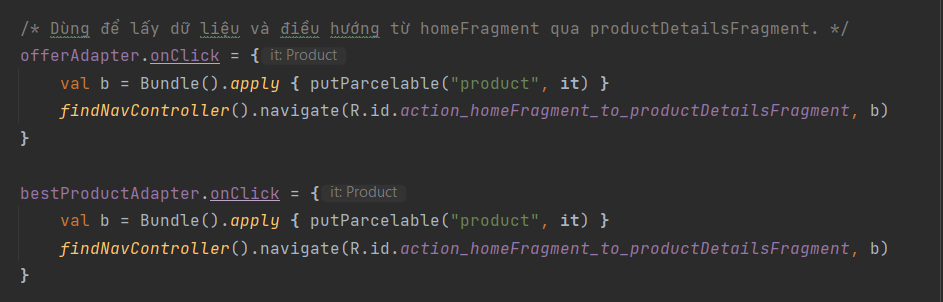 /* Dùng để lấy dữ liệu và điều hướng từ homeFragment qua productDetailsFragment. */
offerAdapter.onClick = { it: Product
    val b = Bundle().apply { putParcelable("product", it) }
    findNavController().navigate(R.id.action_homeFragment_to_productDetailsFragment, b)
}
bestProductAdapter.onClick = { it: Product
    val b = Bundle().apply { putParcelable("product", it) }
    findNavController().navigate(R.id.action_homeFragment_to_productDetailsFragment, b)
}